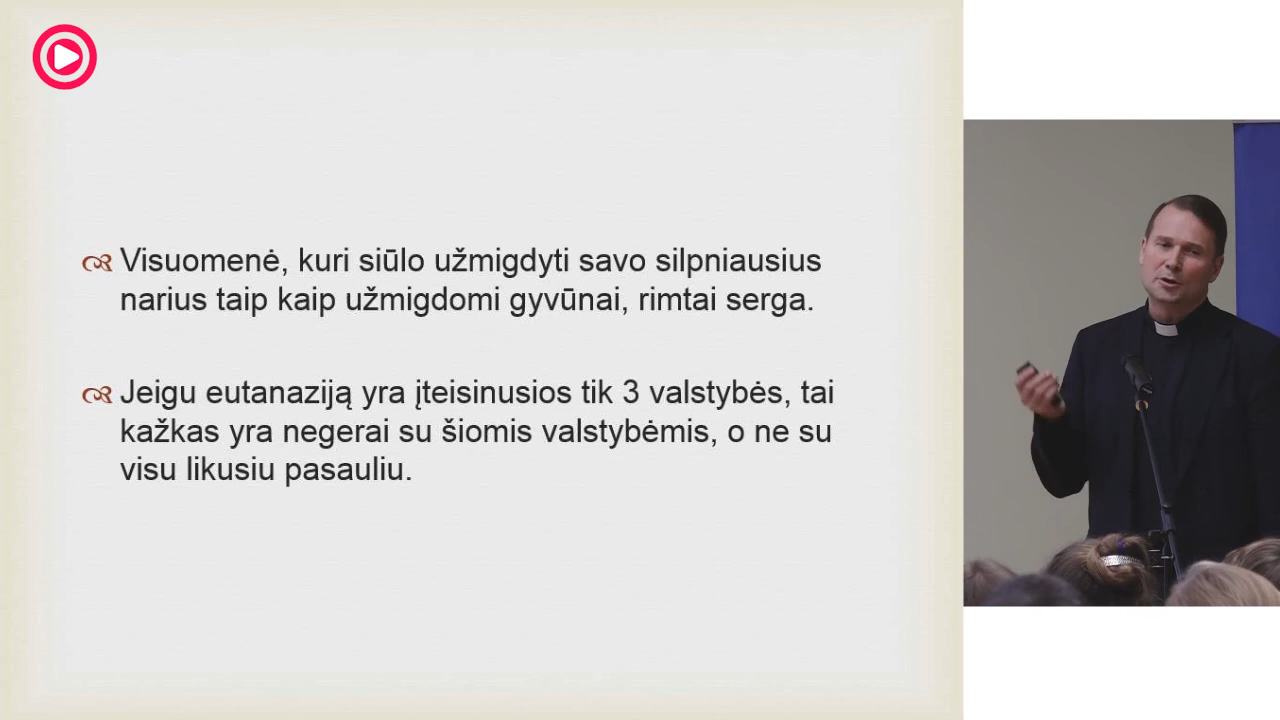 Visuomenė, kuri siūlo užmigdyti savo silpniausius
narius taip kaip užmigdomi gyvūnai, rimtai serga.
Jeigu eutanaziją yra įteisinusios tik 3 valstybės, tai
kažkas yra negerai su šiomis valstybėmis, o ne su
visu likusiu pasauliu.